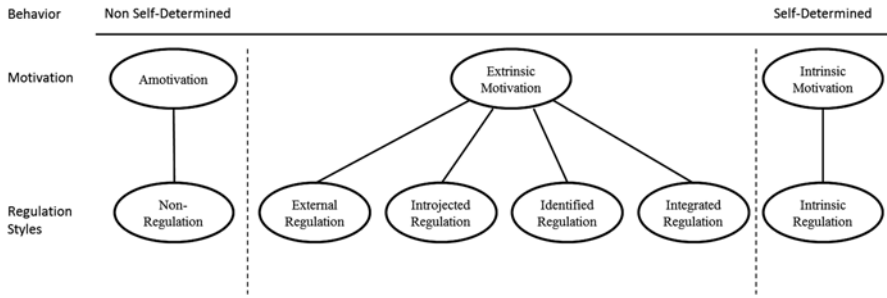 Behavior
Non Self-Determined
Self-Determined
Motivation
Amotivation
Extrinsic
Motivation
Intrinsic
Motivation
Regulation
Styles
Non-
Regulation
External
Regulation
Introjected
Regulation
Identified
Regulation
Integrated
Regulation
Intrinsic
Regulation